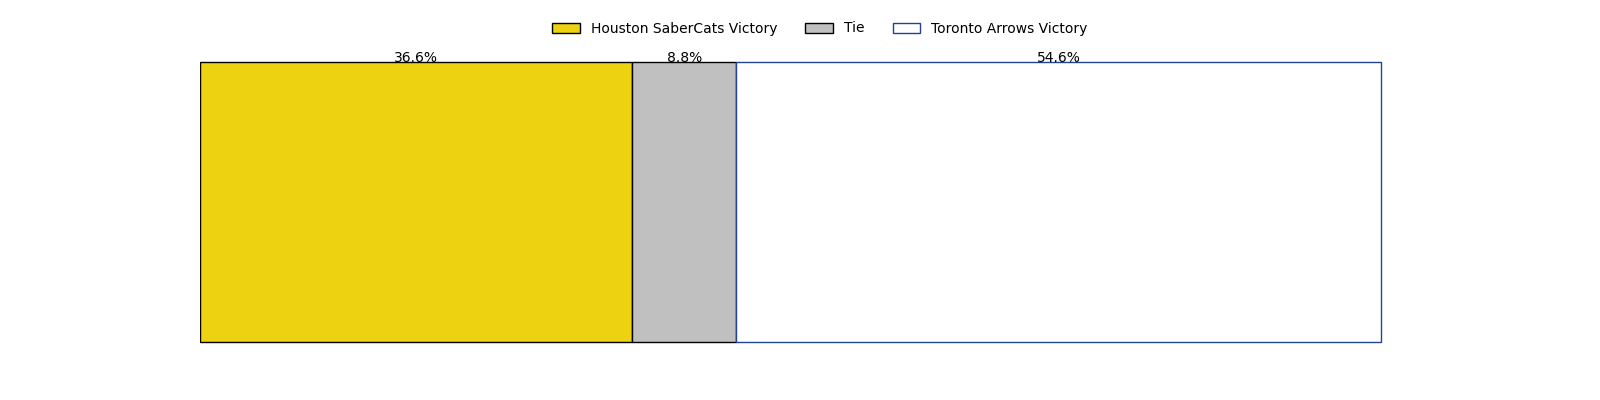 Houston SaberCats Victory Tie Toronto Arrows Victory
36.6% 8.8% 54.6%